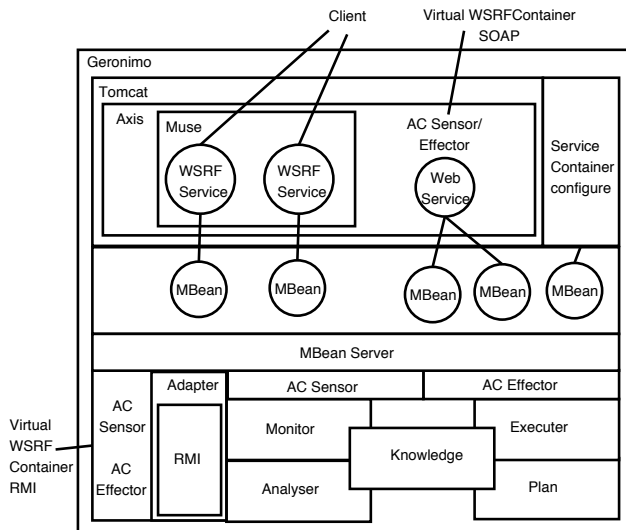 Client
Virtual WSRFContainer
SOAP
Geronimo
Tomcat
Axis
Muse
WSRF
Service
WSRF
Service
AC Sensor/
Effector
Web
Service
Service
Container
configure
MBean
MBean
MBean
MBean
MBean
MBean Server
AC
Sensor
AC
Effector
Adapter
RMI
AC Sensor
AC Effector
Monitor
Executer
Knowledge
Analyser
Plan
Virtual
WSRF
Container
RMI